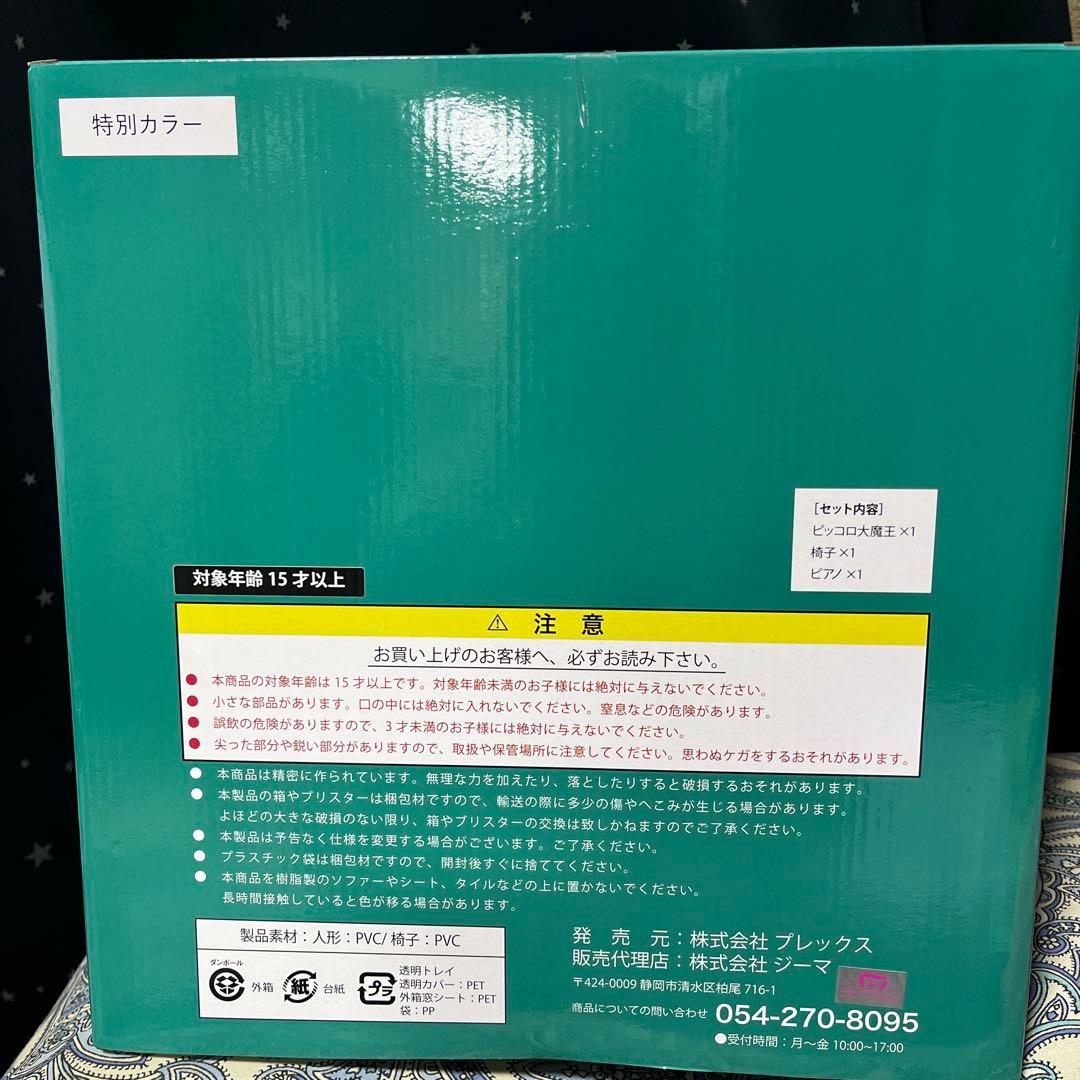 特別カラー
[セット内容]
ピッコロ大魔王×1
椅子×1
ピアノ×1
対象年齢 15 才以上
⚠ 注 意
お買い上げのお客様へ、必ずお読み下さい。
● 本商品の対象年齢は 15 才以上です。対象年齢未満のお子様には絶対に与えないでください。
● 小さな部品があります。口の中には絶対に入れないでください。窒息などの危険があります。
● 誤飲の危険がありますので、3 才未満のお子様には絶対に与えないでください。
● 尖った部分や鋭い部分がありますので、取扱や保管場所に注意してください。思わぬケガをするおそれがあります。
● 本商品は精密に作られています。無理な力を加えたり、落としたりすると破損するおそれがあります。
● 本製品の箱やブリスターは梱包材ですので、輸送の際に多少の傷やへこみが生じる場合があります。
よほどの大きな破損のない限り、箱やブリスターの交換は致しかねますのでご了承ください。
● 本製品は予告なく仕様を変更する場合がございます。ご了承ください。
● プラスチック袋は梱包材ですので、開封後すぐに捨ててください。
● 本商品を樹脂製のソファーやシート、タイルなどの上に置かないでください。
長時間接触していると色が移る場合があります。
製品素材：人形：PVC/ 椅子：PVC
ダンボール
外箱
紙
台紙
プラ
透明トレイ
透明カバー：PET
外箱窓シート：PET
袋：PP
発 売 元：株式会社 プレックス
販売代理店：株式会社 ジーマ
〒424-0009 静岡市清水区柏尾 716-1
商品についての問い合わせ 054-270-8095
●受付時間：月～金 10:00~17:00